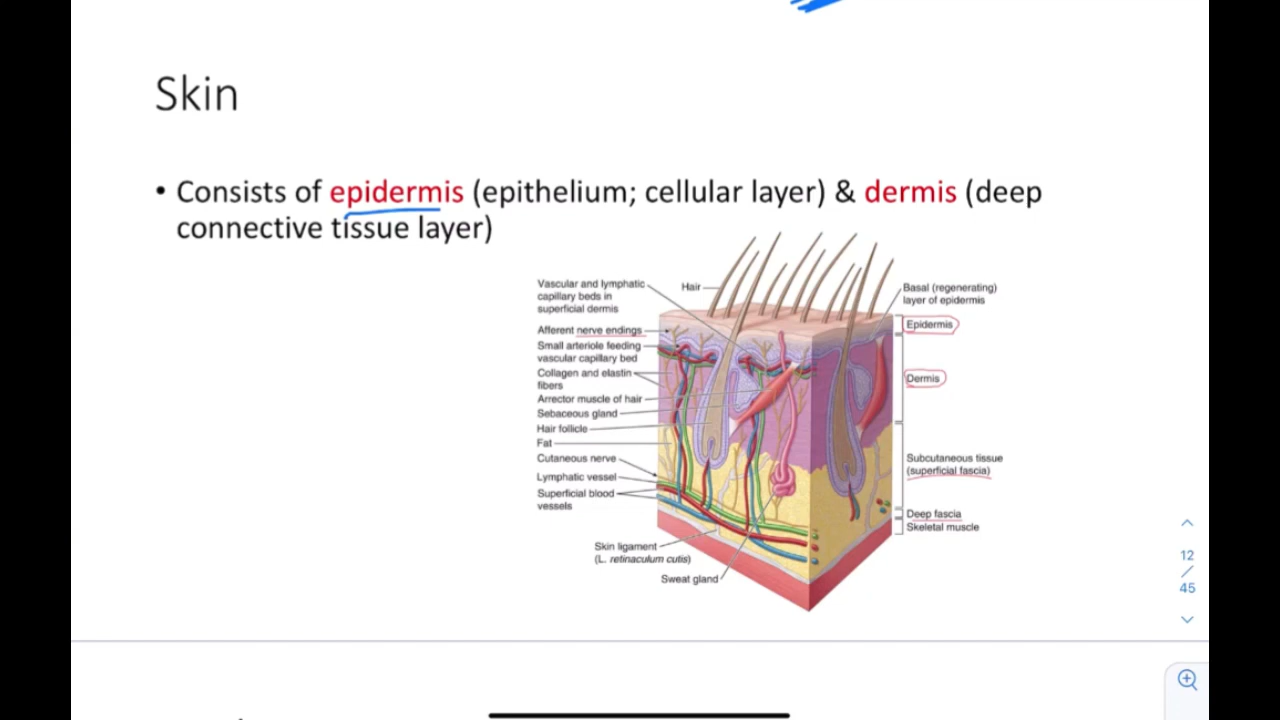 Skin
• Consists of epidermis (epithelium; cellular layer) & dermis (deep
connective tissue layer)
Vascular and lymphatic
capillary beds in
superficial dermis
Afferent nerve endings
Small arteriole feeding
vascular capillary bed
Collagen and elastin
fibers
Arrector muscle of hair
Sebaceous gland
Hair follicle
Fat
Cutaneous nerve
Lymphatic vessel
Superficial blood
vessels
Skin ligament
(L. retinaculum cutis)
Sweat gland
Hair
Basal (regenerating)
layer of epidermis
Epidermis
Dermis
Subcutaneous tissue
(superficial fascia)
Deep fascia
Skeletal muscle
12
/
45